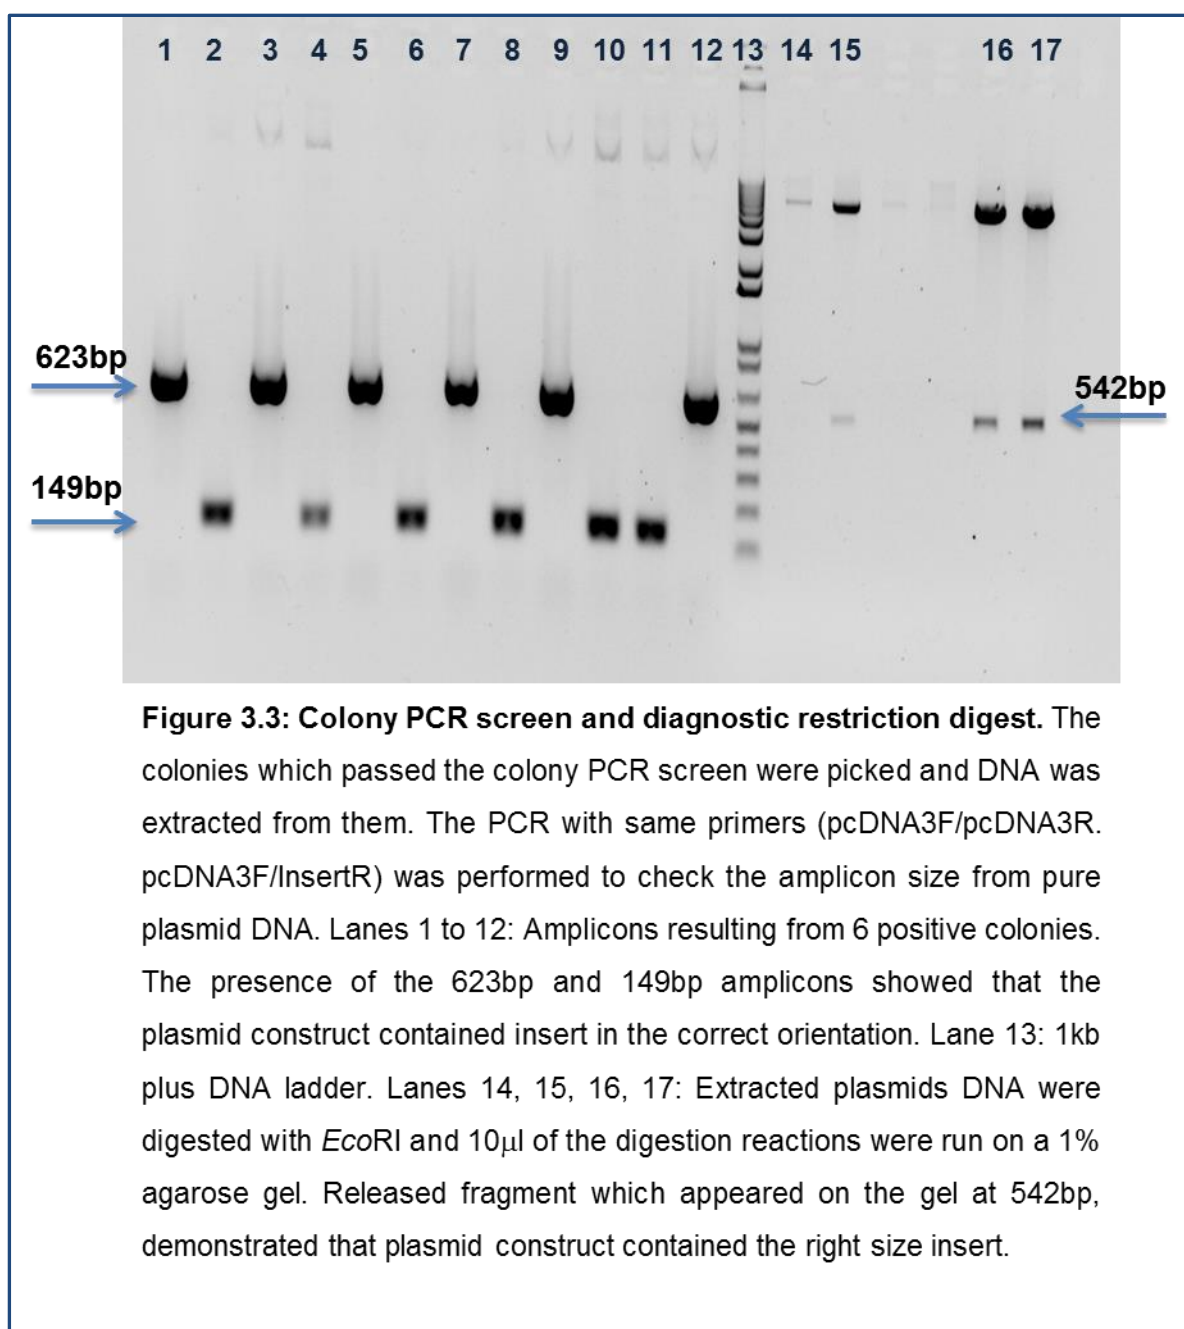 1 2 3 4 5 6 7 8 9 10 11 12 13 14 15 16 17
623bp
542bp
149bp
Figure 3.3: Colony PCR screen and diagnostic restriction digest. The
colonies which passed the colony PCR screen were picked and DNA was
extracted from them. The PCR with same primers (pcDNA3F/pcDNA3R.
pcDNA3F/InsertR) was performed to check the amplicon size from pure
plasmid DNA. Lanes 1 to 12: Amplicons resulting from 6 positive colonies.
The presence of the 623bp and 149bp amplicons showed that the
plasmid construct contained insert in the correct orientation. Lane 13: 1kb
plus DNA ladder. Lanes 14, 15, 16, 17: Extracted plasmids DNA were
digested with EcoRI and 10μl of the digestion reactions were run on a 1%
agarose gel. Released fragment which appeared on the gel at 542bp,
demonstrated that plasmid construct contained the right size insert.